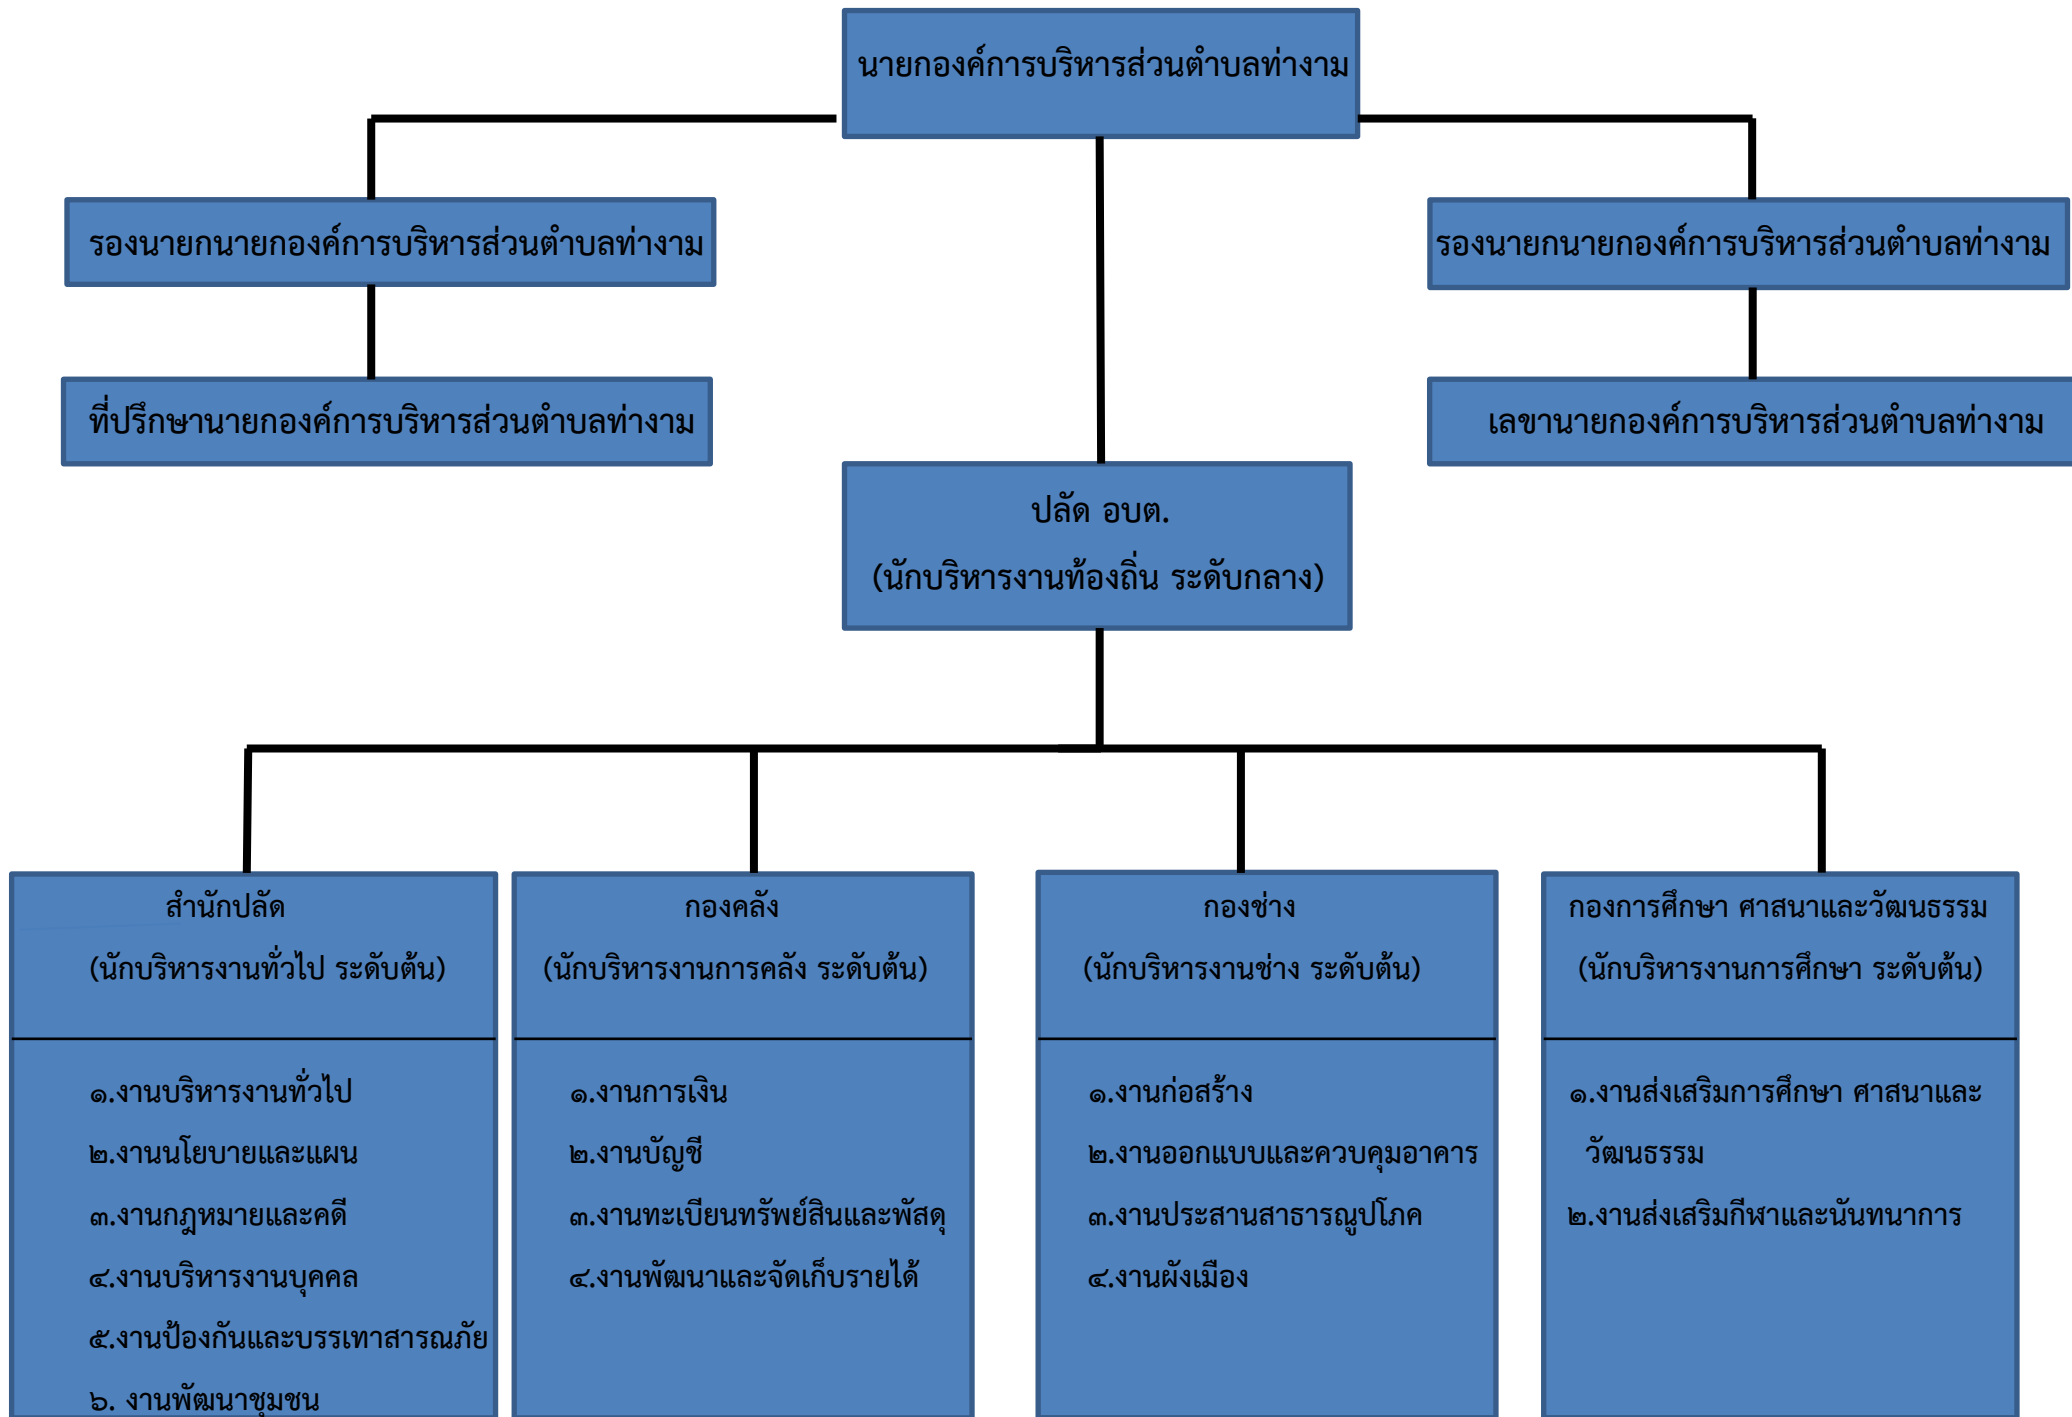 นายกองค์การบริหารส่วนตำบลท่างาม
รองนายกนายกองค์การบริหารส่วนตำบลท่างาม
รองนายกนายกองค์การบริหารส่วนตำบลท่างาม
ที่ปรึกษานายกองค์การบริหารส่วนตำบลท่างาม
เลขานายกองค์การบริหารส่วนตำบลท่างาม
ปลัด อบต.
(นักบริหารงานท้องถิ่น ระดับกลาง)
สำนักปลัด
(นักบริหารงานทั่วไป ระดับต้น)
๑.งานบริหารงานทั่วไป
๒.งานนโยบายและแผน
๓.งานกฎหมายและคดี
๔.งานบริหารงานบุคคล
๕.งานป้องกันและบรรเทาสารณภัย
๖. งานพัฒนาชุมชน
กองคลัง
(นักบริหารงานการคลัง ระดับต้น)
๑.งานการเงิน
๒.งานบัญชี
๓.งานทะเบียนทรัพย์สินและพัสดุ
๔.งานพัฒนาและจัดเก็บรายได้
กองช่าง
(นักบริหารงานช่าง ระดับต้น)
๑.งานก่อสร้าง
๒.งานออกแบบและควบคุมอาคาร
๓.งานประสานสาธารณูปโภค
๔.งานผังเมือง
กองการศึกษา ศาสนาและวัฒนธรรม
(นักบริหารงานการศึกษา ระดับต้น)
๑.งานส่งเสริมการศึกษา ศาสนาและ
วัฒนธรรม
๒.งานส่งเสริมกีฬาและนันทนาการ